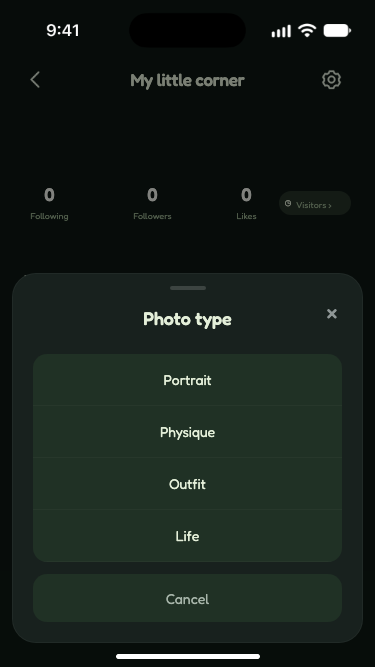 9:41
My little corner
0
0
0
Following
Followers
Likes
Visitors ›
Photo type
Portrait
Physique
Outfit
Life
Cancel